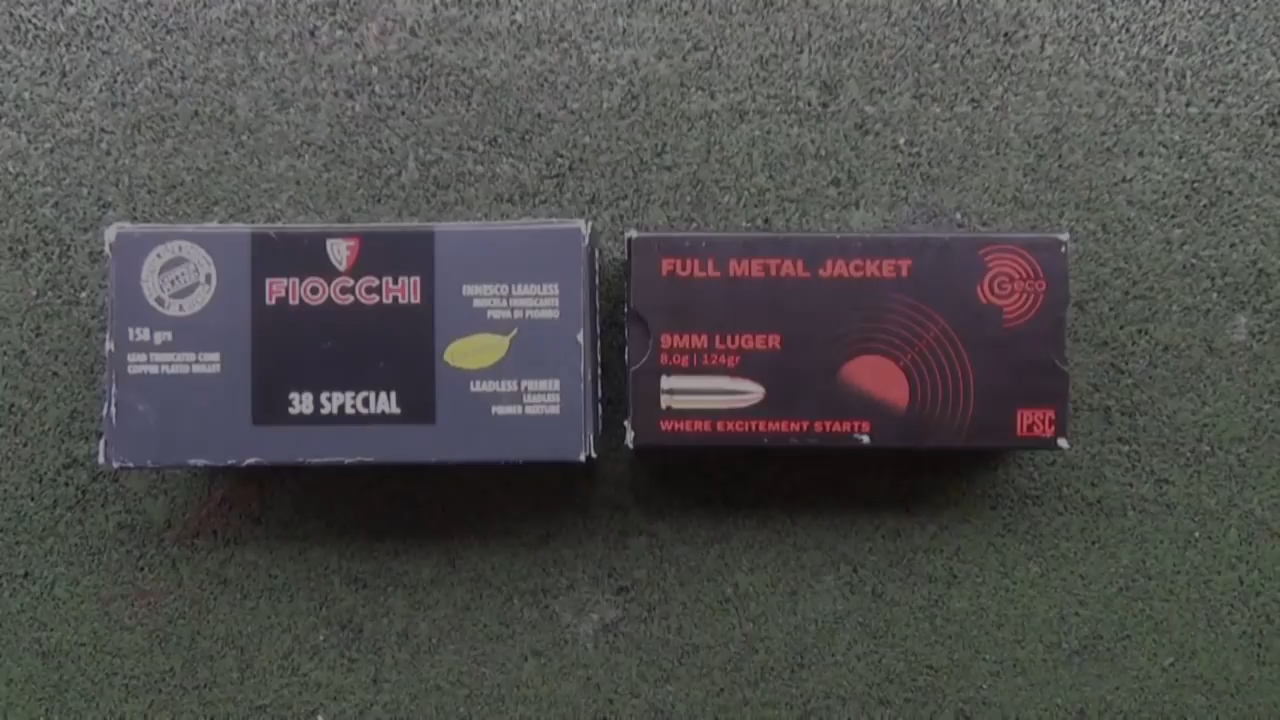 FIOCCHI
158 grs
LEAD TRUNCATED CONE
COPPER PLATED BULLET
38 SPECIAL
INNESCO LEADLESS
MISCELA INNESCANTE
PRIVA DI PIOMBO
LEADLESS PRIMER
LEADLESS
PRIMER MIXTURE
FULL METAL JACKET
Geco
9MM LUGER
8,0g | 124gr
WHERE EXCITEMENT STARTS
IPSC